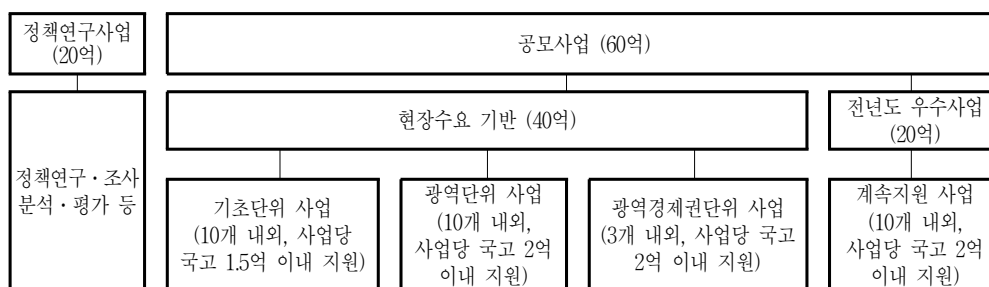 정책연구사업
(20억)
공모사업 (60억)
현장수요 기반 (40억)
전년도 우수사업
(20억)
정책연구·조사
분석·평가 등
기초단위 사업
(10개 내외, 사업당
국고 1.5억 이내 지원)
광역단위 사업
(10개 내외,
사업당 국고 2억
이내 지원)
광역경제권단위 사업
(3개 내외, 사업당 국고
2억 이내 지원)
계속지원 사업
(10개 내외,
사업당 국고 2억
이내 지원)